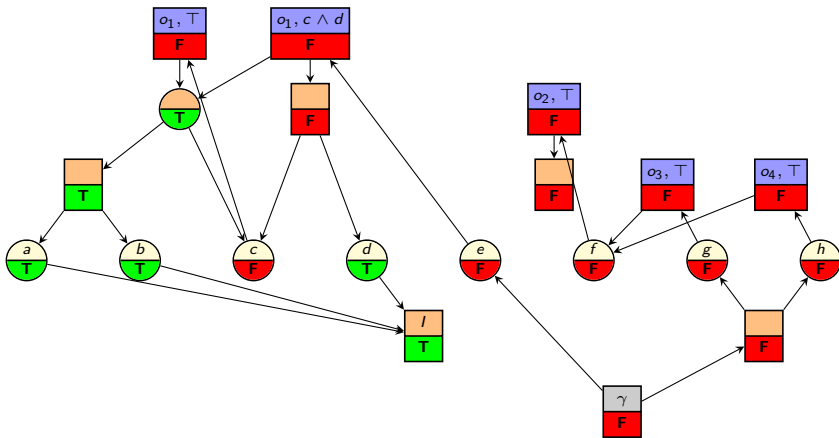 o₁, ⊤
F
o₁, c ∧ d
F
T
F
o₂, ⊤
F
T
F
o₃, ⊤
F
o₄, ⊤
F
a
T
b
T
c
F
d
T
e
F
f
F
g
F
h
F
I
T
F
γ
F